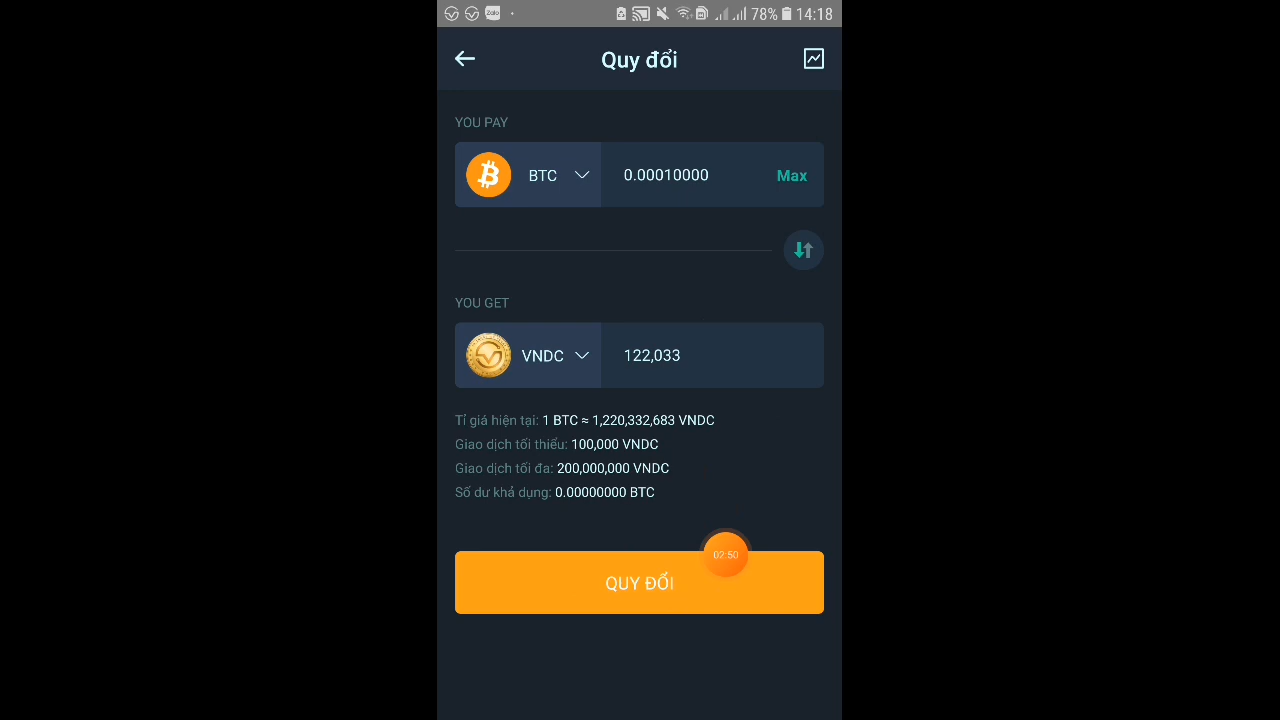 Zalo
78% 14:18
Quy đổi
YOU PAY
BTC 0.00010000 Max
YOU GET
VNDC 122,033
Tỉ giá hiện tại: 1 BTC ≈ 1,220,332,683 VNDC
Giao dịch tối thiểu: 100,000 VNDC
Giao dịch tối đa: 200,000,000 VNDC
Số dư khả dụng: 0.00000000 BTC
02:50
QUY ĐỔI